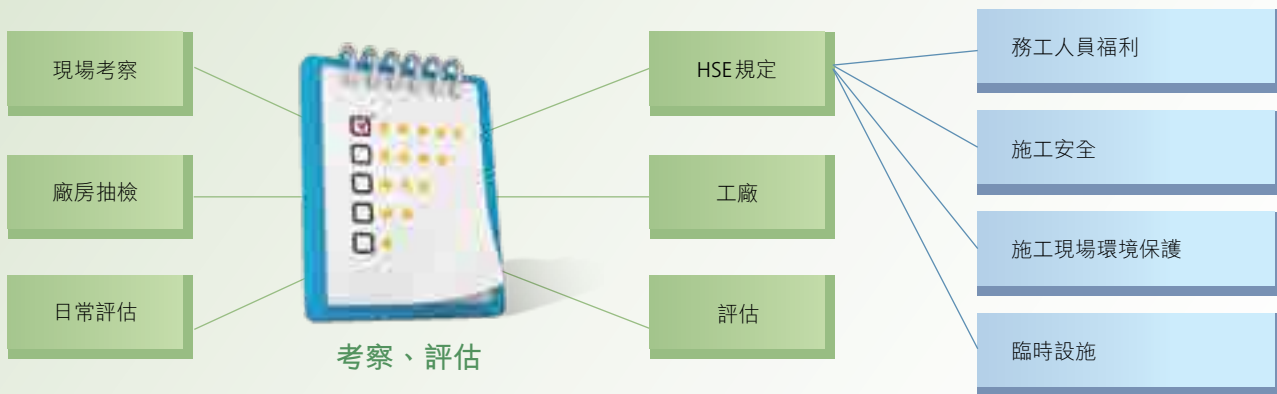 現場考察
廠房抽檢
日常評估
考察、評估
HSE規定
工廠
評估
務工人員福利
施工安全
施工現場環境保護
臨時設施